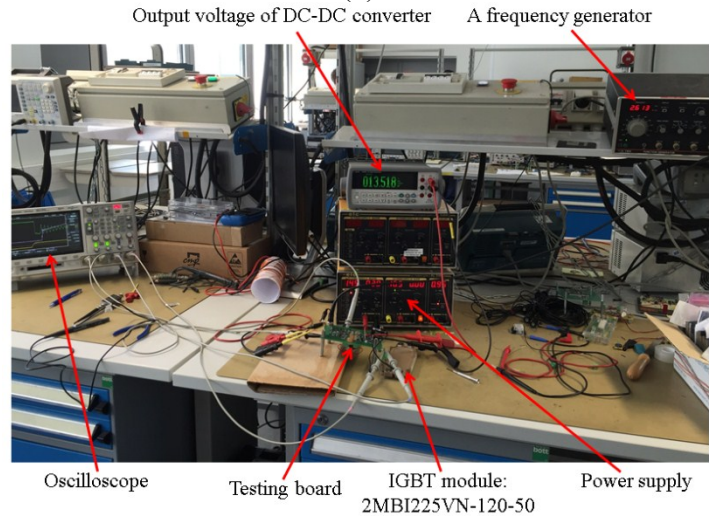 Output voltage of DC-DC converter
A frequency generator
Oscilloscope
Testing board
IGBT module:
2MBI225VN-120-50
Power supply